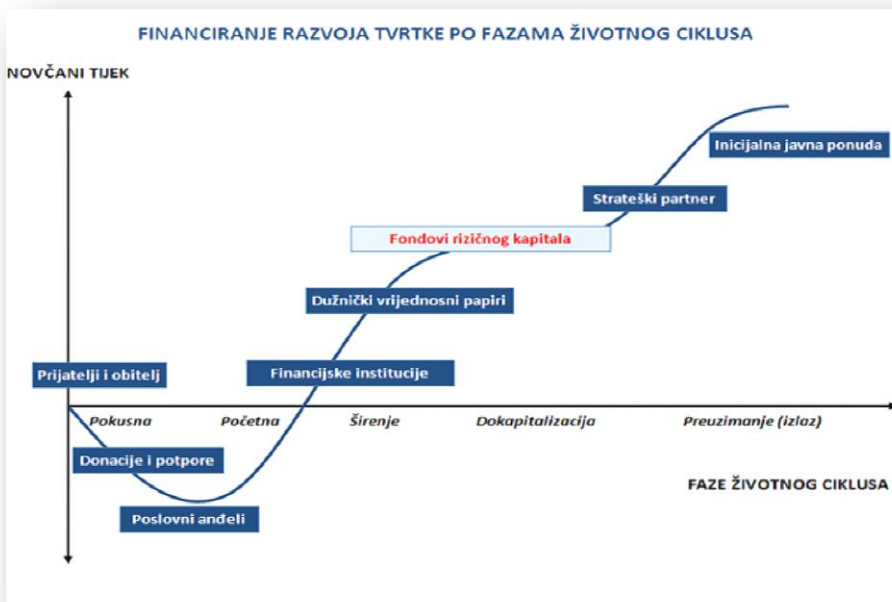 FINANCIRANJE RAZVOJA TVRTKE PO FAZAMA ŽIVOTNOG CIKLUSA
NOVČANI TIJEK
Inicijalna javna ponuda
Strateški partner
Fondovi rizičnog kapitala
Dužnički vrijednosni papiri
Prijatelji i obitelj
Financijske institucije
Pokusna
Početna
Širenje
Dokapitalizacija
Preuzimanje (izlaz)
Donacije i potpore
FAZE ŽIVOTNOG CIKLUSA
Poslovni anđeli